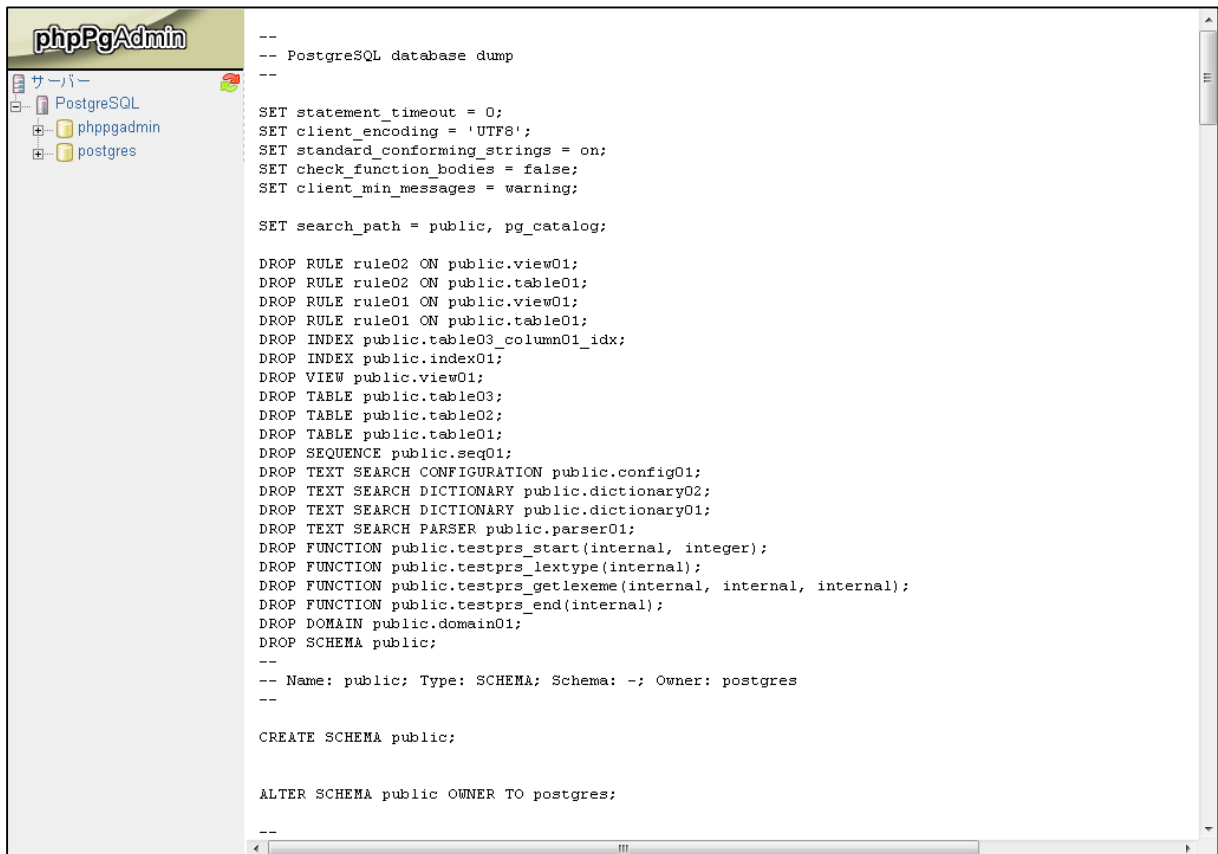 phpPgAdmin
サーバー
PostgreSQL
phppgadmin
postgres
--
-- PostgreSQL database dump
--
SET statement_timeout = 0;
SET client_encoding = 'UTF8';
SET standard_conforming_strings = on;
SET check_function_bodies = false;
SET client_min_messages = warning;
SET search_path = public, pg_catalog;
DROP RULE rule02 ON public.view01;
DROP RULE rule02 ON public.table01;
DROP RULE rule01 ON public.view01;
DROP RULE rule01 ON public.table01;
DROP INDEX public.table03_column01_idx;
DROP INDEX public.index01;
DROP VIEW public.view01;
DROP TABLE public.table03;
DROP TABLE public.table02;
DROP TABLE public.table01;
DROP SEQUENCE public.seq01;
DROP TEXT SEARCH CONFIGURATION public.config01;
DROP TEXT SEARCH DICTIONARY public.dictionary02;
DROP TEXT SEARCH DICTIONARY public.dictionary01;
DROP TEXT SEARCH PARSER public.parser01;
DROP FUNCTION public.testprs_start(internal, integer);
DROP FUNCTION public.testprs_lextype(internal);
DROP FUNCTION public.testprs_getlexeme(internal, internal, internal);
DROP FUNCTION public.testprs_end(internal);
DROP DOMAIN public.domain01;
DROP SCHEMA public;
--
-- Name: public; Type: SCHEMA; Schema: -; Owner: postgres
--
CREATE SCHEMA public;
ALTER SCHEMA public OWNER TO postgres;
--